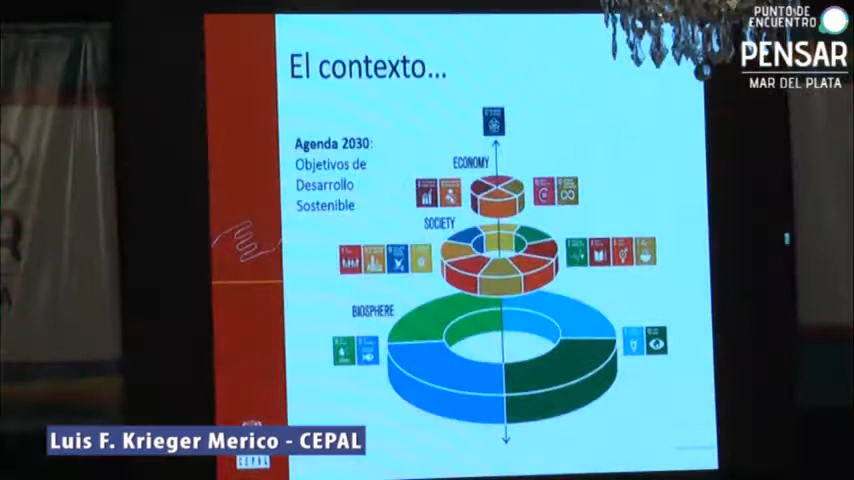 PUNTO DE
ENCUENTRO
PENSAR
MAR DEL PLATA
El contexto...
Agenda 2030:
Objetivos de
Desarrollo
Sostenible
ECONOMY
SOCIETY
BIOSPHERE
Luis F. Krieger Merico - CEPAL
CEPAL